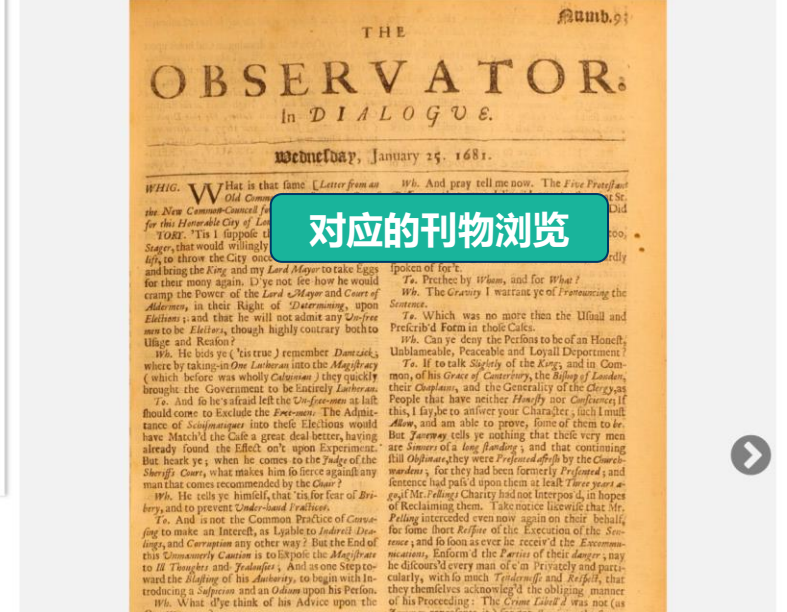 Numb.93
THE
OBSERVATOR.
In DIALOGUE.
Wednesday, January 25. 1681.
WHIG. WHat is that same [Letter from an
Old Comm
the New Common-Councell fo
for this Honorable City of Lo
TORY. 'Tis I suppose t
Stager, that would willingly
lift, to throw the City onc
and bring the King and my Lord Mayor to take Eggs
for their mony again. D'ye not see how he would
cramp the Power of the Lord Mayor and Court of
Aldermen, in their Right of Determining, upon
Elections; and that he will not admit any Un-free
men to be Electors, though highly contrary both to
Usage and Reason?
Wh. He bids ye ('tis true) remember Dantzick,
where by taking-in One Lutheran into the Magistracy
(which before was wholly Calvinian) they quickly
brought the Government to be Entirely Lutheran.
To. And so he's afraid left the Un-free-men at last
should come to Exclude the Free-men: The Admit-
tance of Schismatiques into these Elections would
have Match'd the Case a great deal better, having
already found the Effect on't upon Experiment.
But heark ye; when he comes to the Judge of the
Sheriffs Court, what makes him so fierce against any
man that comes recommended by the Chair?
Wh. He tells ye himself, that 'tis for fear of Bri-
bery, and to prevent Under-hand Practices.
To. And is not the Common Practice of Canva-
sing to make an Interest, as Lyable to Indirect Dea-
lings, and Corruption any other way? But the End of
this Unmannerly Caution is to Expose the Magistrate
to Ill Thoughts and Jealousies; And as one Step to-
ward the Blasting of his Authority, to begin with In-
troducing a Suspicion and an Odium upon his Person.
Wh. What d'ye think of his Advice upon the
Wh. And pray tell me now. The Five Protestant
at St.
Did
too,
rdly
spoken of for't.
To. Prethee by Whom, and for What?
Wh. The Gravity I warrant ye of Pronouncing the
Sentence.
To. Which was no more then the Usuall and
Prescrib'd Form in those Cases.
Wh. Can ye deny the Persons to be of an Honest,
Unblameable, Peaceable and Loyall Deportment?
To. If to talk Slightly of the King, and in Com-
mon, of his Grace of Canterbury, the Bishop of London,
their Chaplains, and the Generality of the Clergy, as
People that have neither Honesty nor Conscience; If
this, I say, be to answer your Character; such I must
Allow, and am able to prove, some of them to be.
But Janeway tells ye nothing that these very men
are Sinners of a long standing; and that continuing
still Obstinate, they were Presented afresh by the Church-
wardens; for they had been formerly Presented; and
sentence had pass'd upon them at least Three years a-
go, if Mr. Pellings Charity had not Interpos'd, in hopes
of Reclaiming them. Take notice likewise that Mr.
Pelling interceded even now again on their behalf,
for some short Respite of the Execution of the Sen-
tence; and so soon as ever he receiv'd the Excommu-
nications, Enform'd the Parties of their danger; nay
he discours'd every man of e'm Privately and parti-
cularly, with so much Tendernesse and Respect, that
they themselves acknowleg'd the obliging manner
of his Proceeding: The Crime Libell'd was not (as
对应的刊物浏览